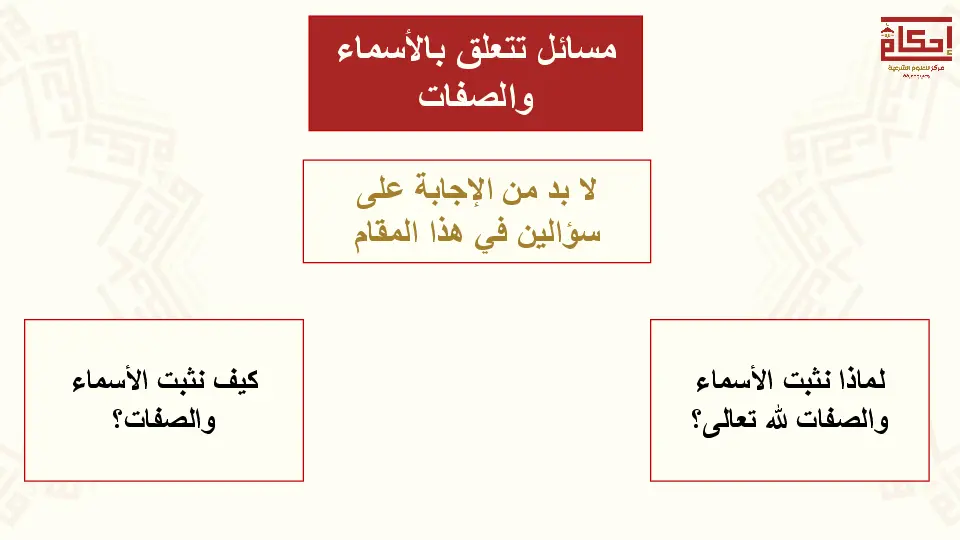 إحكام
مركز للعلوم الشرعية
مسائل تتعلق بالأسماء
والصفات
لا بد من الإجابة على
سؤالين في هذا المقام
لماذا نثبت الأسماء
والصفات لله تعالى؟
كيف نثبت الأسماء
والصفات؟